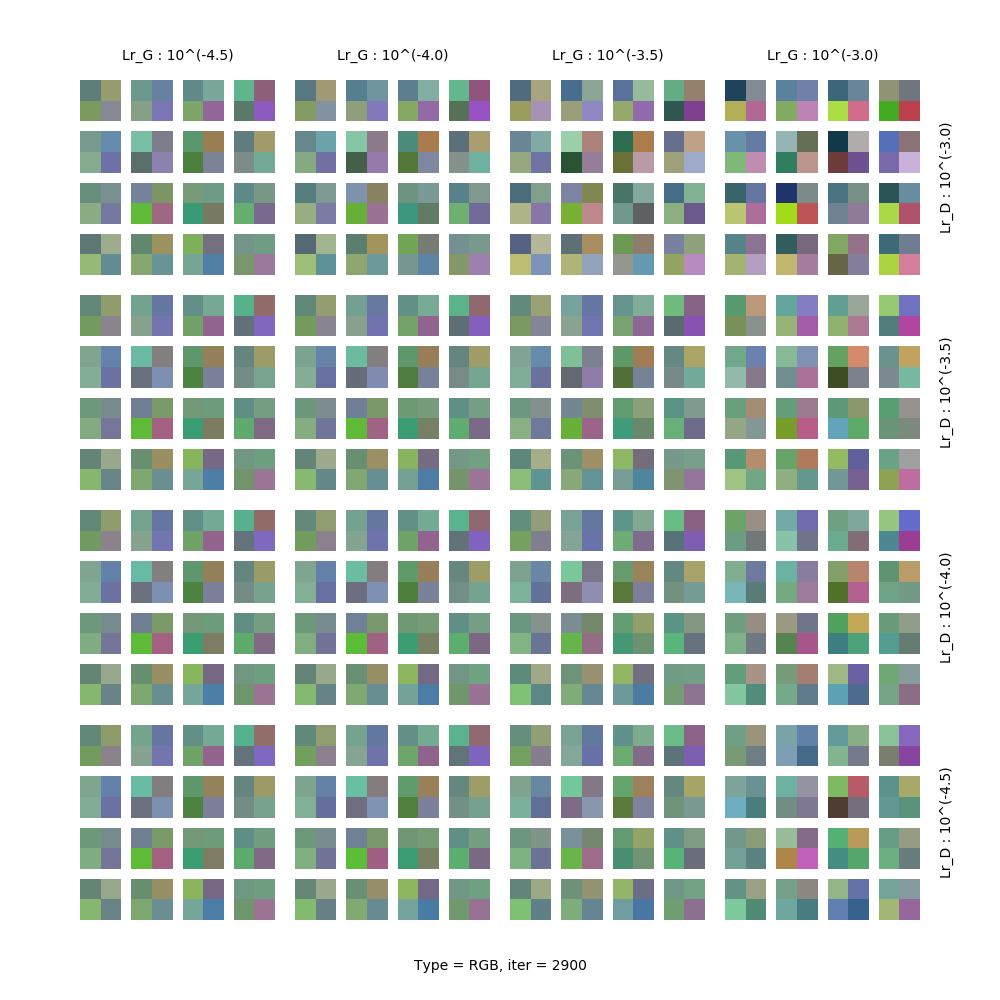 Lr_G : 10^(-4.5)
Lr_G : 10^(-4.0)
Lr_G : 10^(-3.5)
Lr_G : 10^(-3.0)
Lr_D : 10^(-3.0)
Lr_D : 10^(-3.5)
Lr_D : 10^(-4.0)
Lr_D : 10^(-4.5)
Type = RGB, iter = 2900